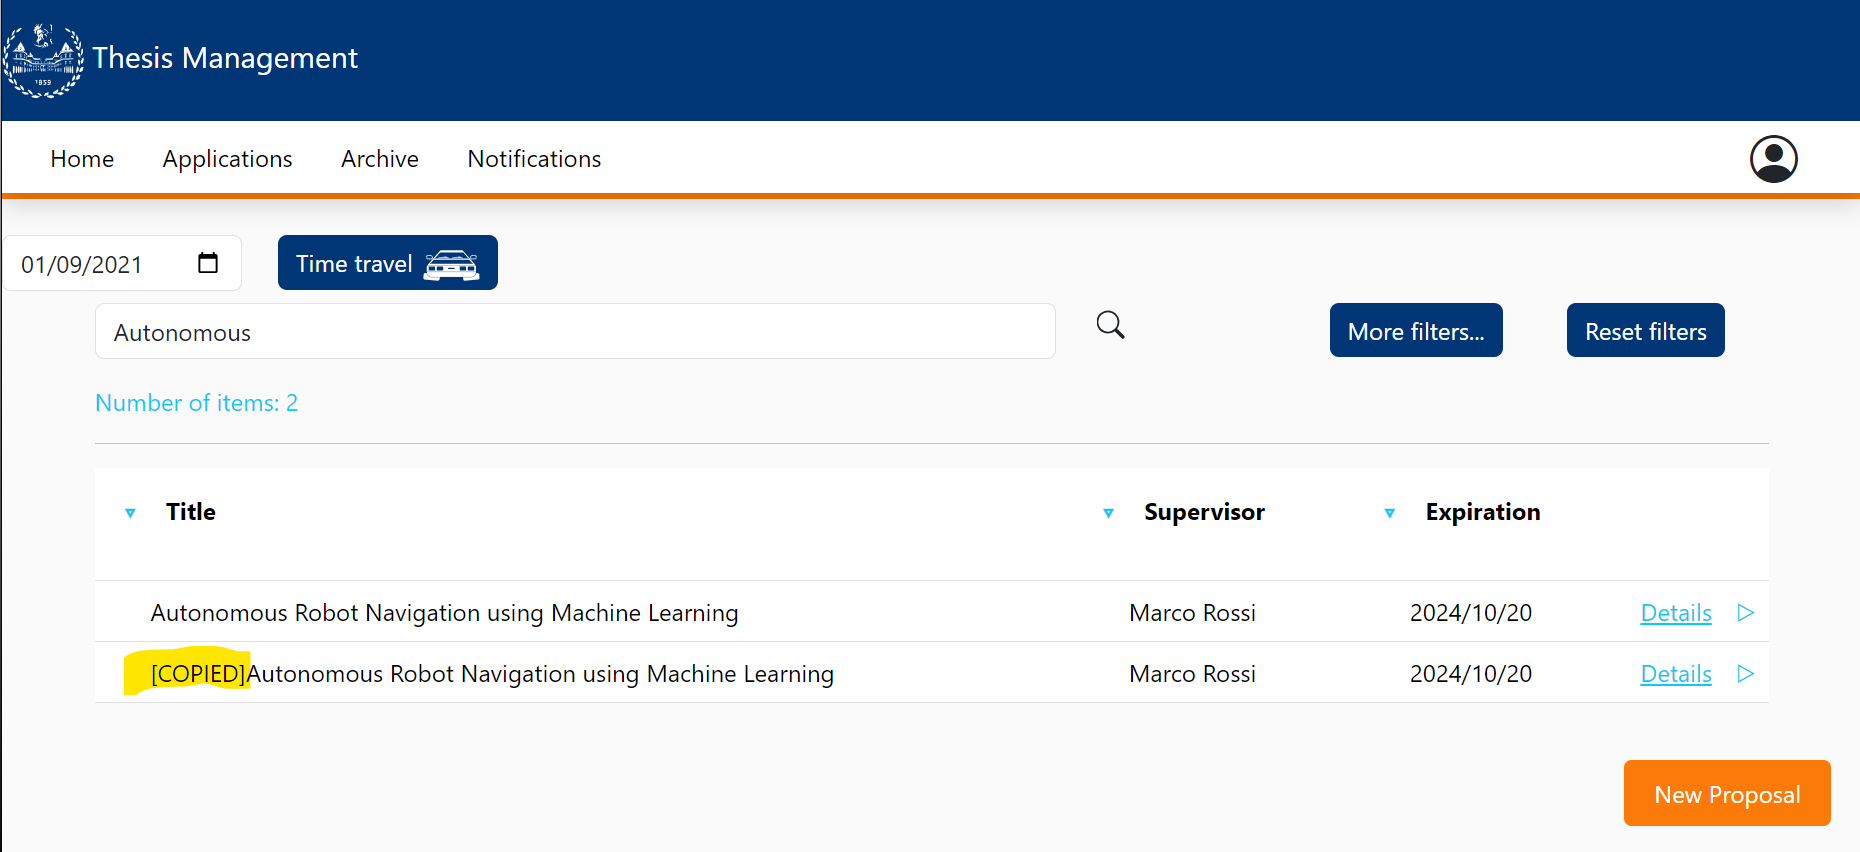 1859
Thesis Management
Home Applications Archive Notifications
01/09/2021 Time travel
Autonomous More filters... Reset filters
Number of items: 2
Title Supervisor Expiration
Autonomous Robot Navigation using Machine Learning Marco Rossi 2024/10/20 Details
[COPIED]Autonomous Robot Navigation using Machine Learning Marco Rossi 2024/10/20 Details
New Proposal